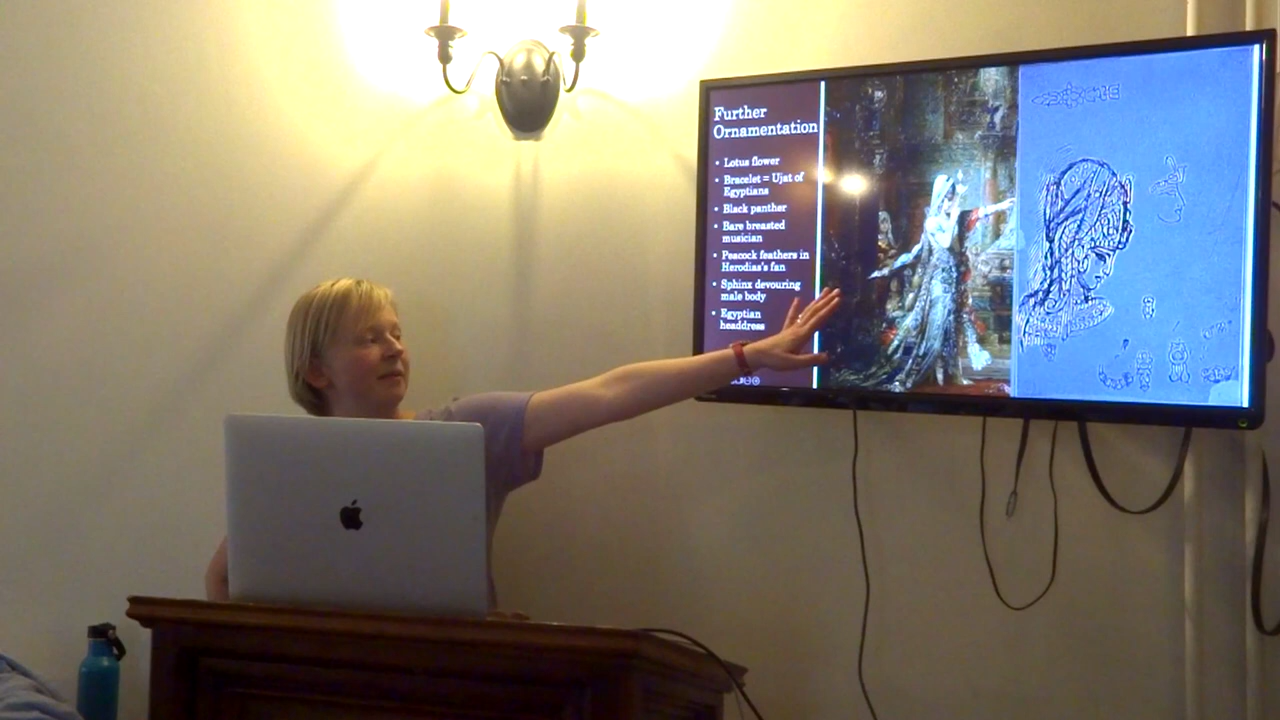 Further
Ornamentation
• Lotus flower
• Bracelet = Ujat of
Egyptians
• Black panther
• Bare breasted
musician
• Peacock feathers in
Herodias's fan
• Sphinx devouring
male body
• Egyptian
headdress